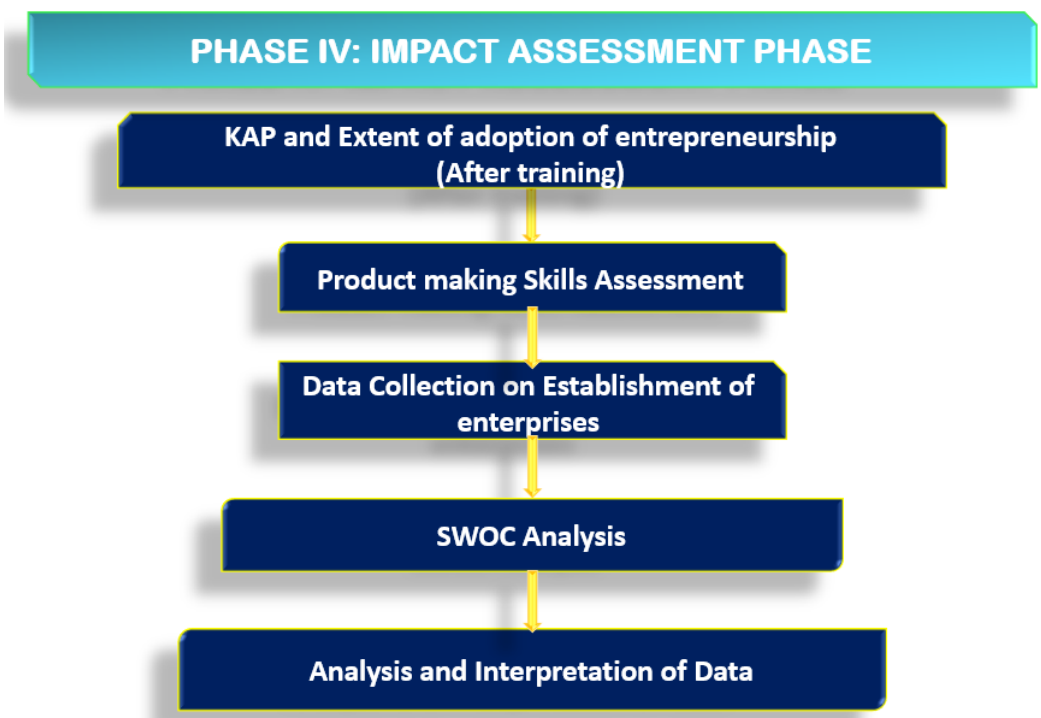 PHASE IV: IMPACT ASSESSMENT PHASE
KAP and Extent of adoption of entrepreneurship
(After training)
Product making Skills Assessment
Data Collection on Establishment of
enterprises
SWOC Analysis
Analysis and Interpretation of Data